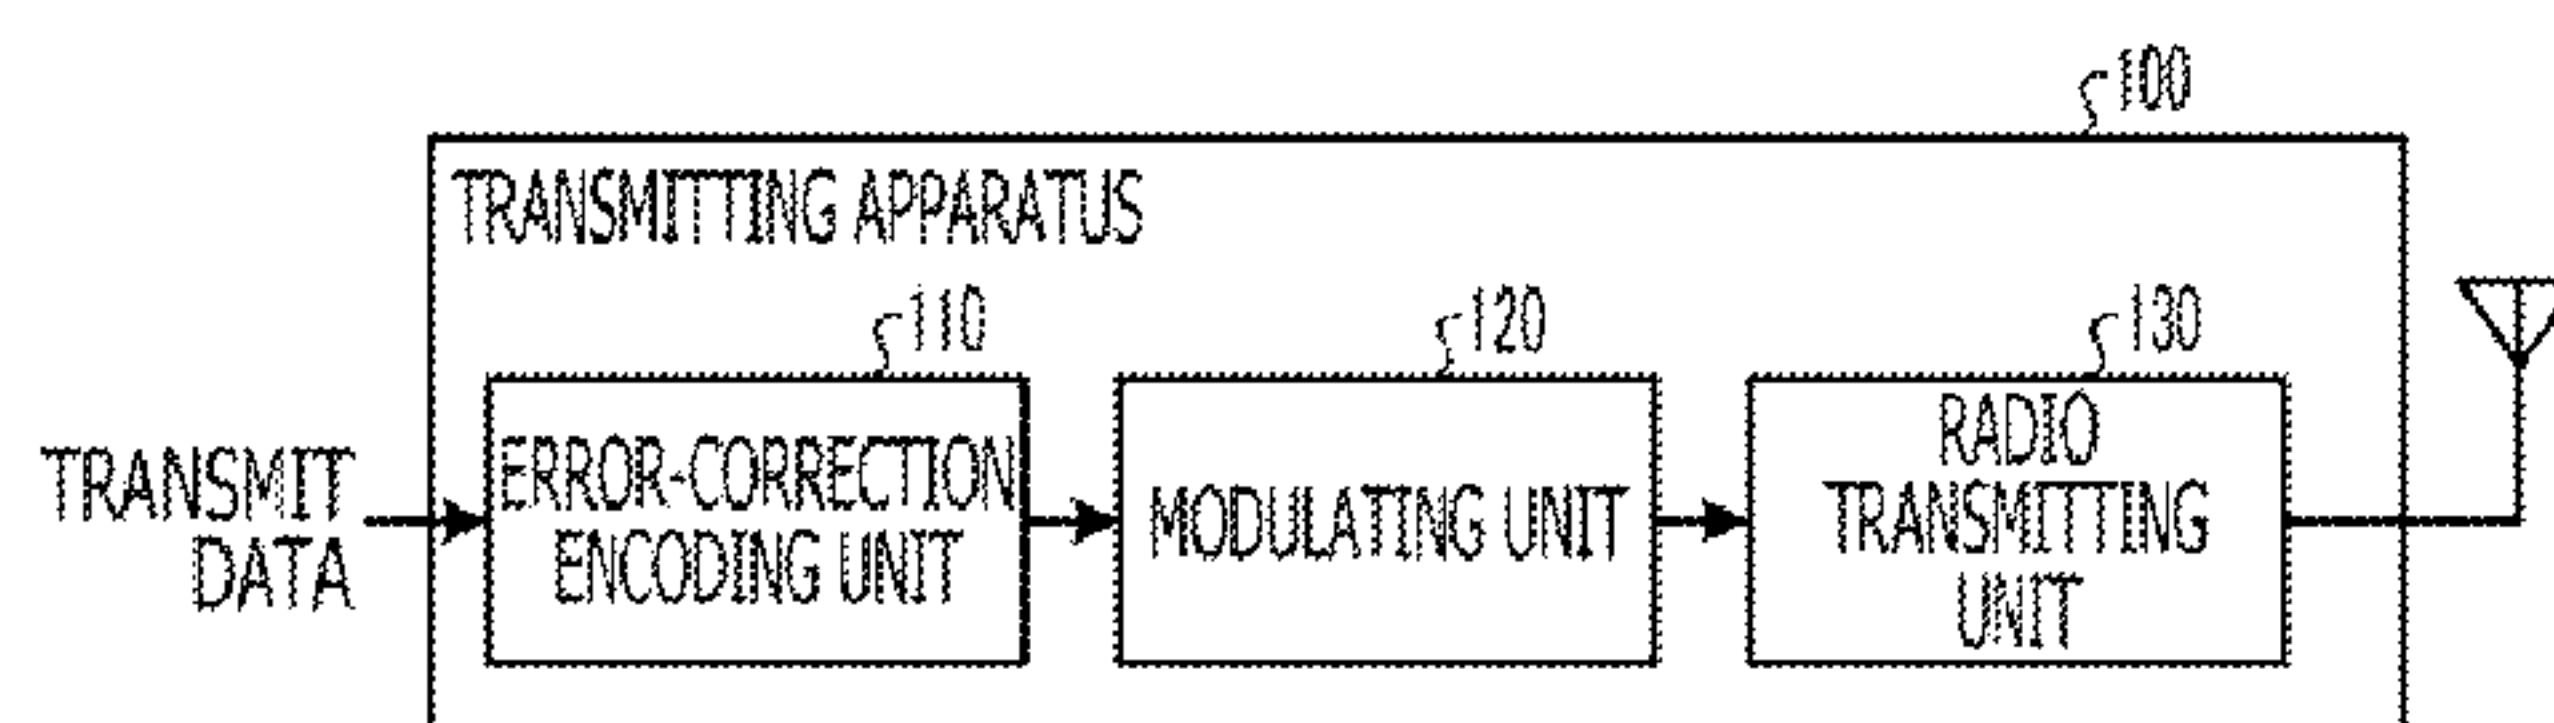 100
TRANSMITTING APPARATUS
110
120
130
TRANSMIT
DATA
ERROR-CORRECTION
ENCODING UNIT
MODULATING UNIT
RADIO
TRANSMITTING
UNIT